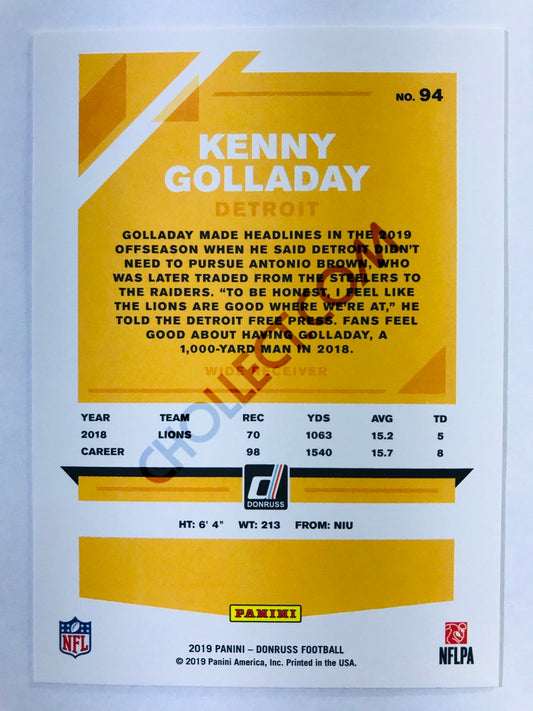 NO. 94
KENNY
GOLLADAY
DETROIT
GOLLADAY MADE HEADLINES IN THE 2019
OFFSEASON WHEN HE SAID DETROIT DIDN'T
NEED TO PURSUE ANTONIO BROWN, WHO
WAS LATER TRADED FROM THE STEELERS TO
THE RAIDERS. "TO BE HONEST, I FEEL LIKE
THE LIONS ARE GOOD WHERE WE'RE AT," HE
TOLD THE DETROIT FREE PRESS. FANS FEEL
GOOD ABOUT HAVING GOLLADAY, A
1,000-YARD MAN IN 2018.
WIDE RECEIVER
YEAR TEAM REC YDS AVG TD
2018 LIONS 70 1063 15.2 5
CAREER 98 1540 15.7 8
CHOLLECT.COM
d
DONRUSS
HT: 6' 4" WT: 213 FROM: NIU
PANINI
NFL
2019 PANINI – DONRUSS FOOTBALL
© 2019 Panini America, Inc. Printed in the USA.
NFLPA